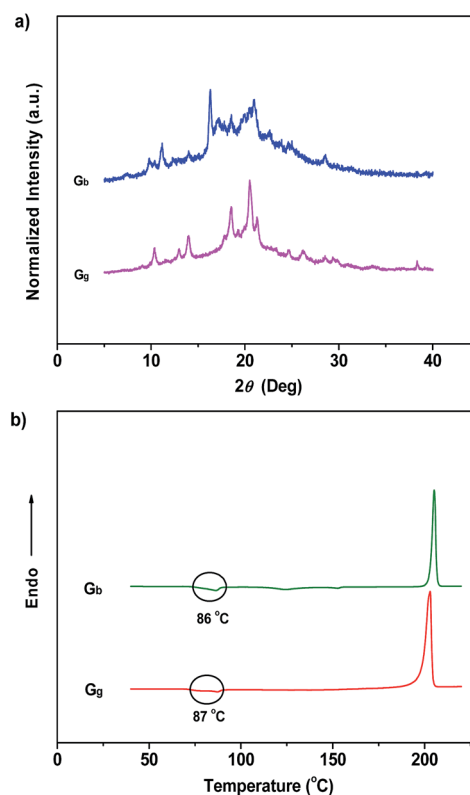 a)
Normalized Intensity (a.u.)
Gb
Gg
0 10 20 30 40
2θ (Deg)
b)
Endo
Gb
86 °C
Gg
87 °C
0 50 100 150 200
Temperature (°C)